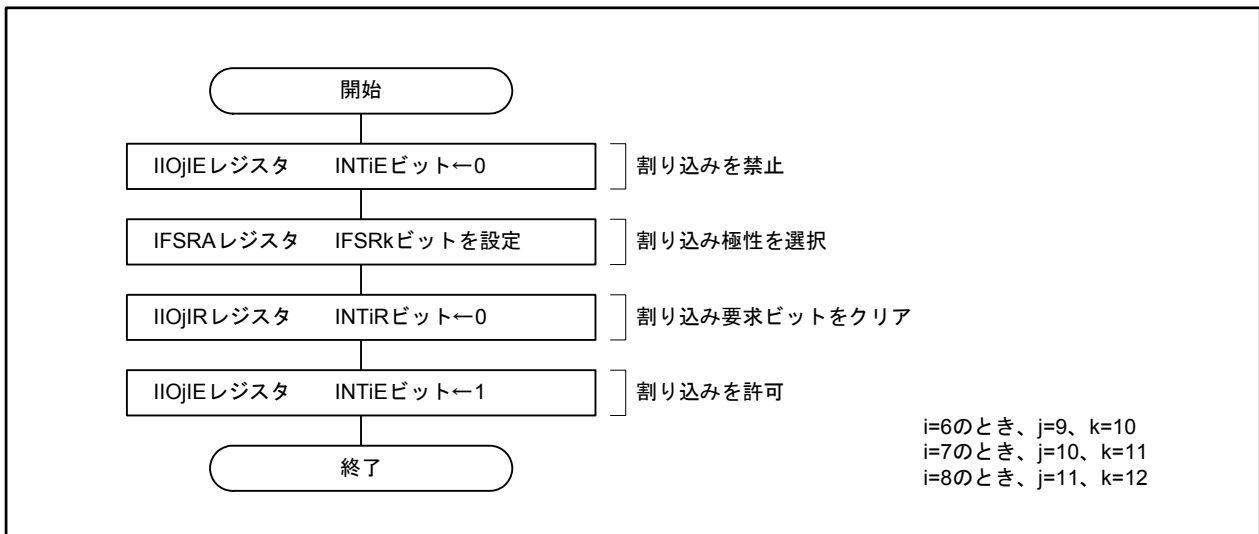 開始
IIOjIEレジスタ INTiEビット←0 割り込みを禁止
IFSRAレジスタ IFSRkビットを設定 割り込み極性を選択
IIOjIRレジスタ INTiRビット←0 割り込み要求ビットをクリア
IIOjIEレジスタ INTiEビット←1 割り込みを許可
終了
i=6のとき、j=9、k=10
i=7のとき、j=10、k=11
i=8のとき、j=11、k=12